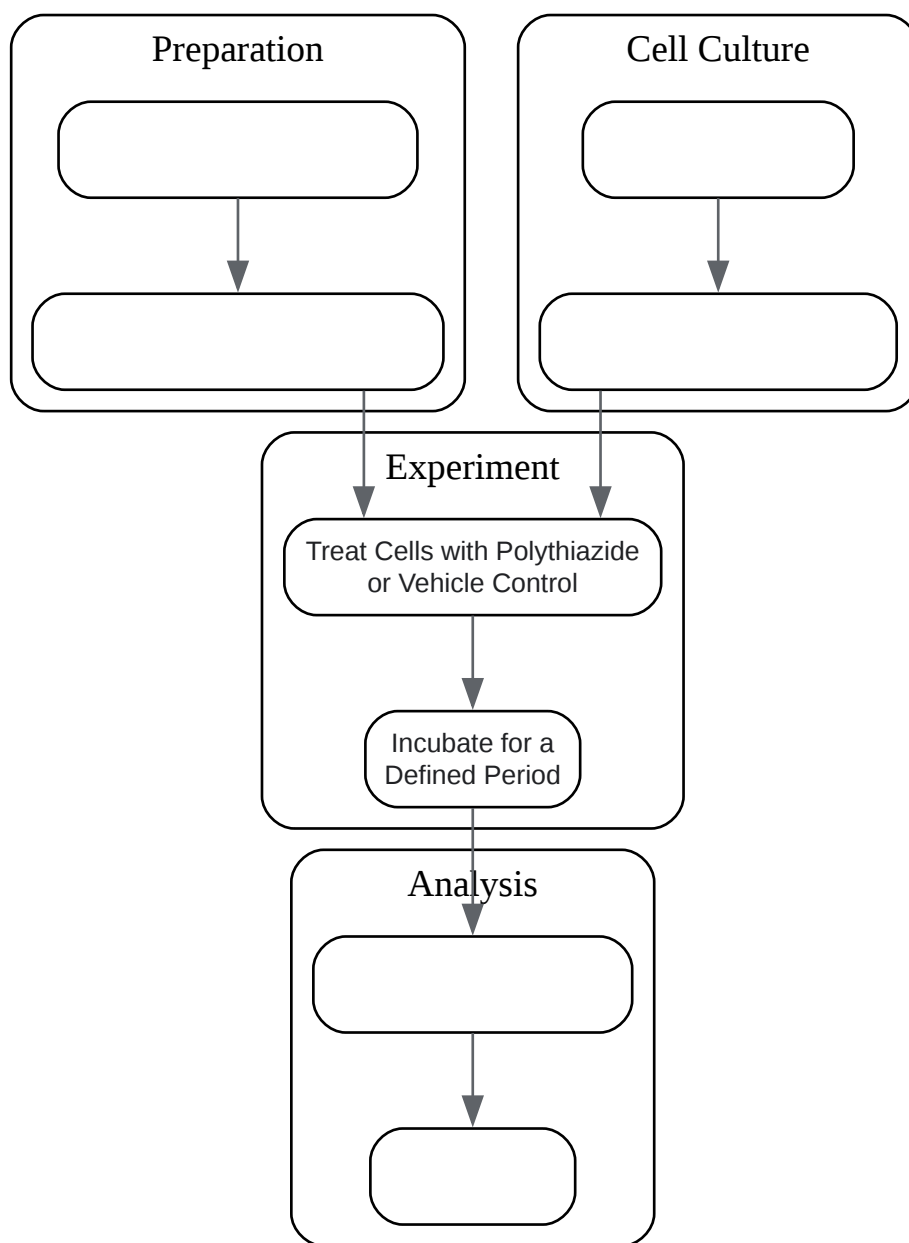 Preparation
Cell Culture
Experiment
Treat Cells with Polythiazide
or Vehicle Control
Incubate for a
Defined Period
Analysis